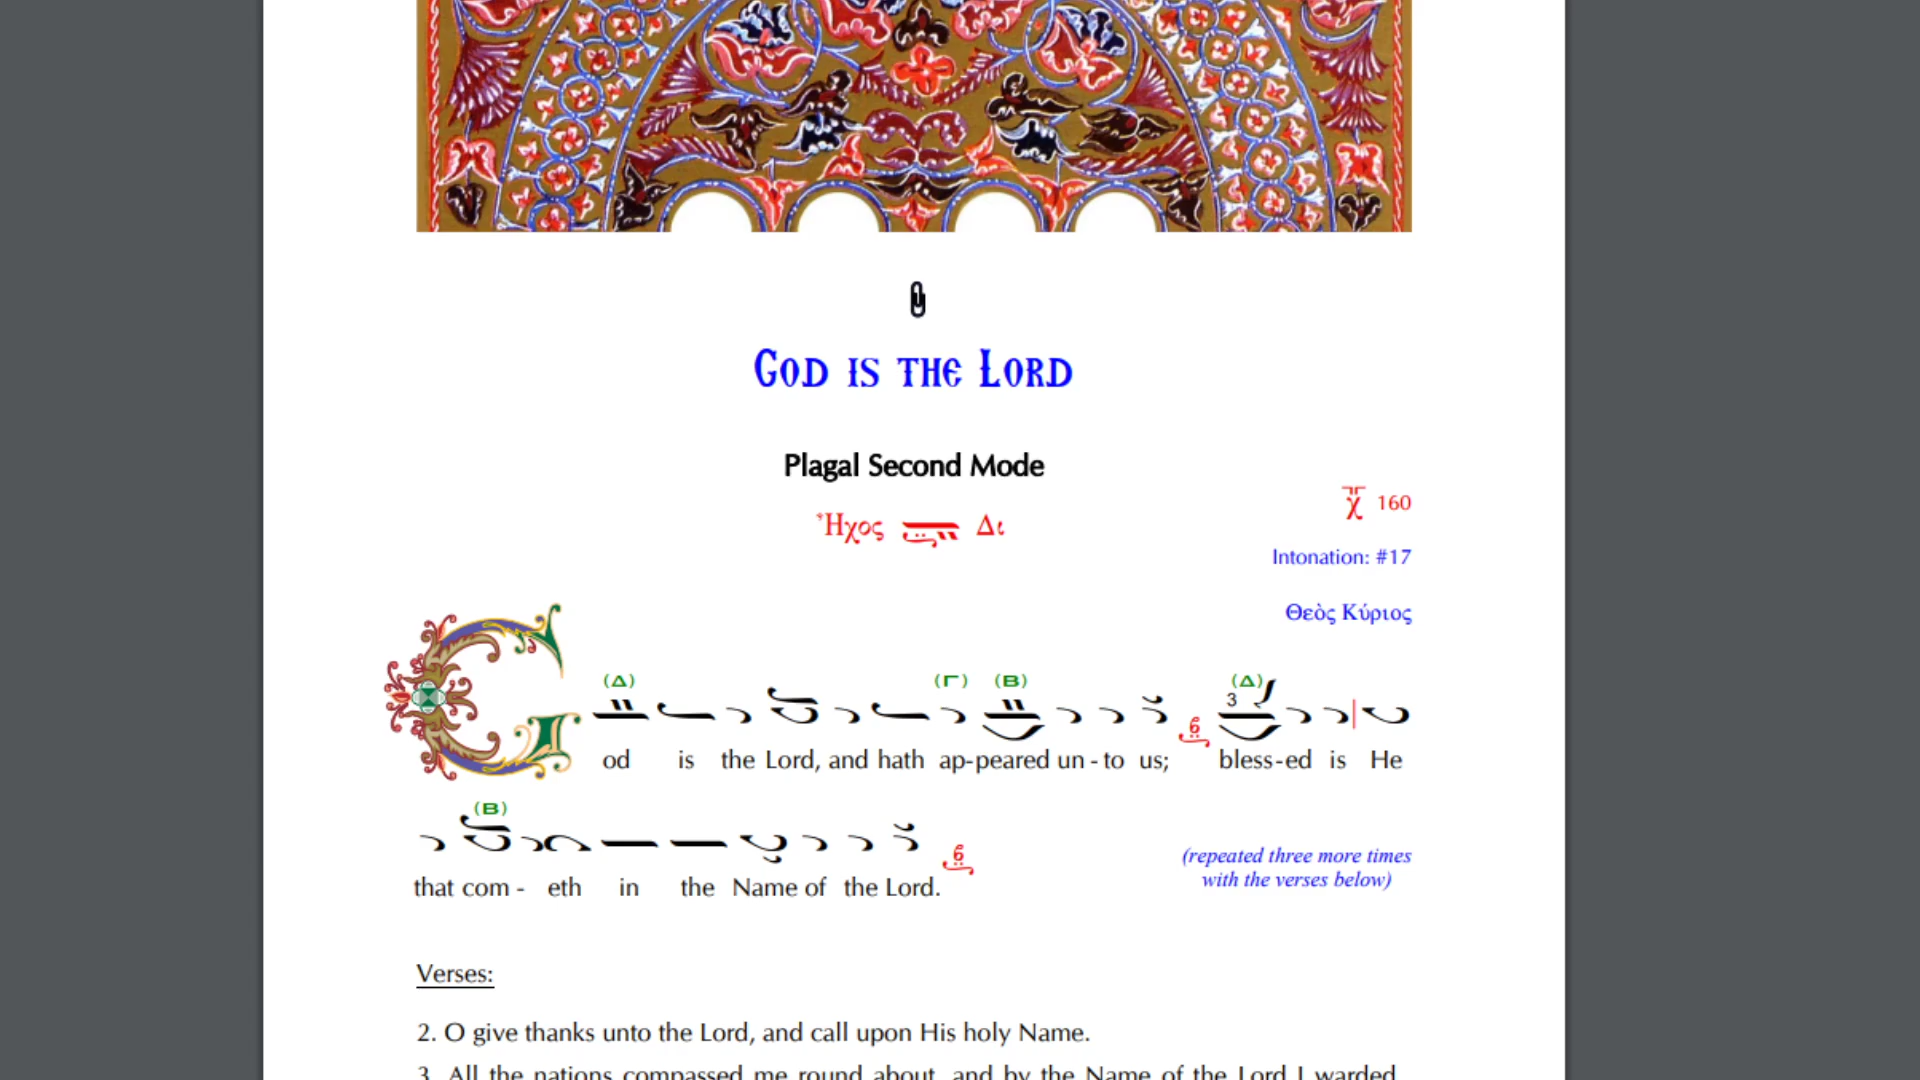 God is the Lord
Plagal Second Mode
160
Ἦχος Δι
Intonation: #17
Θεὸς Κύριος
(Δ) (Γ) (Β) (Δ)
3
God is the Lord, and hath ap-peared un - to us; bless-ed is He
(Β)
that com - eth in the Name of the Lord.
(repeated three more times
with the verses below)
Verses:
2. O give thanks unto the Lord, and call upon His holy Name.
3. All the nations compassed me round about, and by the Name of the Lord I warded